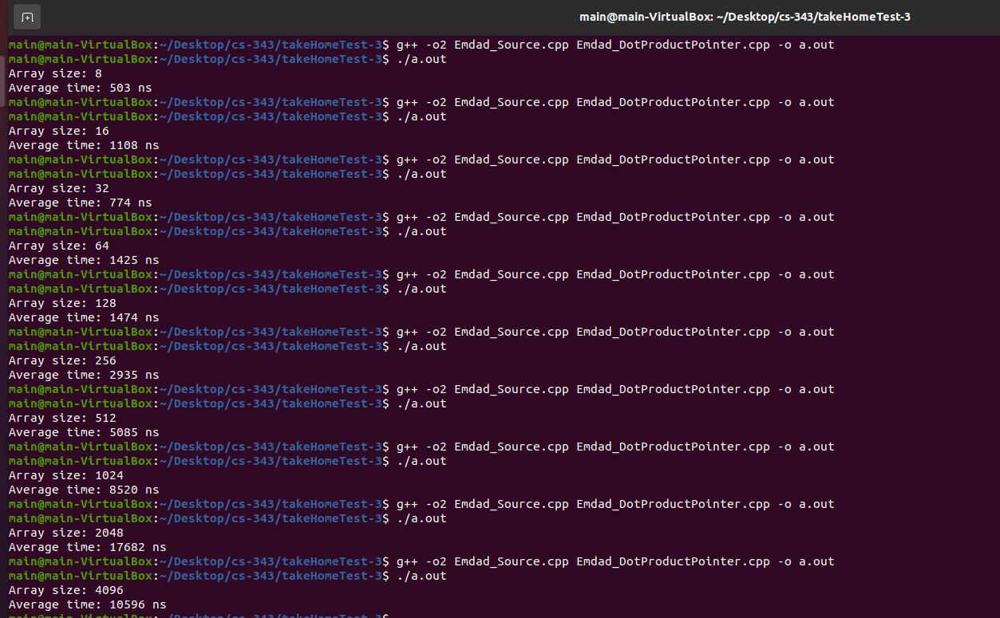 main@main-VirtualBox: ~/Desktop/cs-343/takeHomeTest-3
main@main-VirtualBox:~/Desktop/cs-343/takeHomeTest-3$ g++ -o2 Emdad_Source.cpp Emdad_DotProductPointer.cpp -o a.out
main@main-VirtualBox:~/Desktop/cs-343/takeHomeTest-3$ ./a.out
Array size: 8
Average time: 503 ns
main@main-VirtualBox:~/Desktop/cs-343/takeHomeTest-3$ g++ -o2 Emdad_Source.cpp Emdad_DotProductPointer.cpp -o a.out
main@main-VirtualBox:~/Desktop/cs-343/takeHomeTest-3$ ./a.out
Array size: 16
Average time: 1108 ns
main@main-VirtualBox:~/Desktop/cs-343/takeHomeTest-3$ g++ -o2 Emdad_Source.cpp Emdad_DotProductPointer.cpp -o a.out
main@main-VirtualBox:~/Desktop/cs-343/takeHomeTest-3$ ./a.out
Array size: 32
Average time: 774 ns
main@main-VirtualBox:~/Desktop/cs-343/takeHomeTest-3$ g++ -o2 Emdad_Source.cpp Emdad_DotProductPointer.cpp -o a.out
main@main-VirtualBox:~/Desktop/cs-343/takeHomeTest-3$ ./a.out
Array size: 64
Average time: 1425 ns
main@main-VirtualBox:~/Desktop/cs-343/takeHomeTest-3$ g++ -o2 Emdad_Source.cpp Emdad_DotProductPointer.cpp -o a.out
main@main-VirtualBox:~/Desktop/cs-343/takeHomeTest-3$ ./a.out
Array size: 128
Average time: 1474 ns
main@main-VirtualBox:~/Desktop/cs-343/takeHomeTest-3$ g++ -o2 Emdad_Source.cpp Emdad_DotProductPointer.cpp -o a.out
main@main-VirtualBox:~/Desktop/cs-343/takeHomeTest-3$ ./a.out
Array size: 256
Average time: 2935 ns
main@main-VirtualBox:~/Desktop/cs-343/takeHomeTest-3$ g++ -o2 Emdad_Source.cpp Emdad_DotProductPointer.cpp -o a.out
main@main-VirtualBox:~/Desktop/cs-343/takeHomeTest-3$ ./a.out
Array size: 512
Average time: 5085 ns
main@main-VirtualBox:~/Desktop/cs-343/takeHomeTest-3$ g++ -o2 Emdad_Source.cpp Emdad_DotProductPointer.cpp -o a.out
main@main-VirtualBox:~/Desktop/cs-343/takeHomeTest-3$ ./a.out
Array size: 1024
Average time: 8520 ns
main@main-VirtualBox:~/Desktop/cs-343/takeHomeTest-3$ g++ -o2 Emdad_Source.cpp Emdad_DotProductPointer.cpp -o a.out
main@main-VirtualBox:~/Desktop/cs-343/takeHomeTest-3$ ./a.out
Array size: 2048
Average time: 17682 ns
main@main-VirtualBox:~/Desktop/cs-343/takeHomeTest-3$ g++ -o2 Emdad_Source.cpp Emdad_DotProductPointer.cpp -o a.out
main@main-VirtualBox:~/Desktop/cs-343/takeHomeTest-3$ ./a.out
Array size: 4096
Average time: 10596 ns
main@main-VirtualBox:~/Desktop/cs-343/takeHomeTest-3$